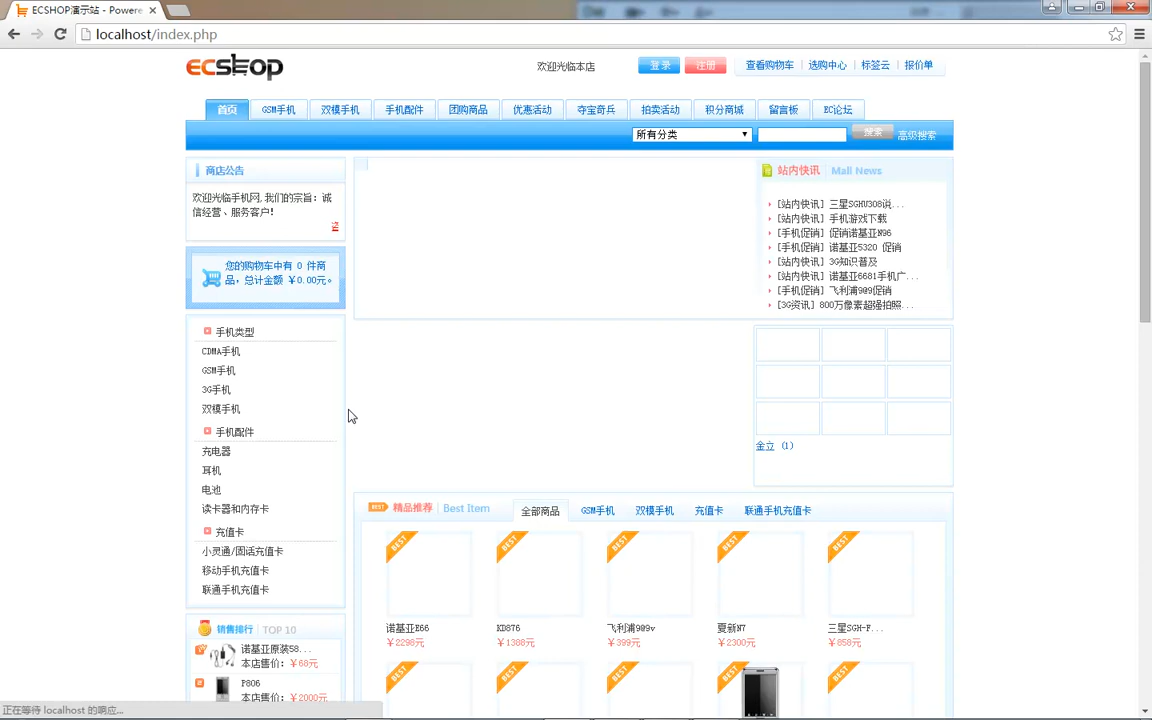 ECSHOP演示站 - Powere
localhost/index.php
ecshop
欢迎光临本店
登录 注册 查看购物车 选购中心 标签云 报价单
首页 GSM手机 双模手机 手机配件 团购商品 优惠活动 夺宝奇兵 拍卖活动 积分商城 留言板 EC论坛
所有分类 搜索 高级搜索
商店公告
欢迎光临手机网,我们的宗旨：诚
信经营、服务客户！
您的购物车中有 0 件商
品，总计金额 ￥0.00元。
手机类型
CDMA手机
GSM手机
3G手机
双模手机
手机配件
充电器
耳机
电池
读卡器和内存卡
充值卡
小灵通/固话充值卡
移动手机充值卡
联通手机充值卡
销售排行 TOP 10
诺基亚原装58...
本店售价：￥68元
P806
本店售价：￥2000元
站内快讯 Mall News
[站内快讯] 三星SGHU308说...
[站内快讯] 手机游戏下载
[手机促销] 促销诺基亚N96
[手机促销] 诺基亚5320 促销
[站内快讯] 3G知识普及
[站内快讯] 诺基亚6681手机广...
[手机促销] 飞利浦9@9促销
[3G资讯] 800万像素超强拍照...
金立 (1)
BEST 精品推荐 Best Item 全部商品 GSM手机 双模手机 充值卡 联通手机充值卡
BEST BEST BEST BEST BEST
诺基亚E66 KD876 飞利浦9@9v 夏新N7 三星SGH-F...
￥2298元 ￥1388元 ￥399元 ￥2300元 ￥858元
BEST BEST BEST BEST BEST
正在等待 localhost 的响应...